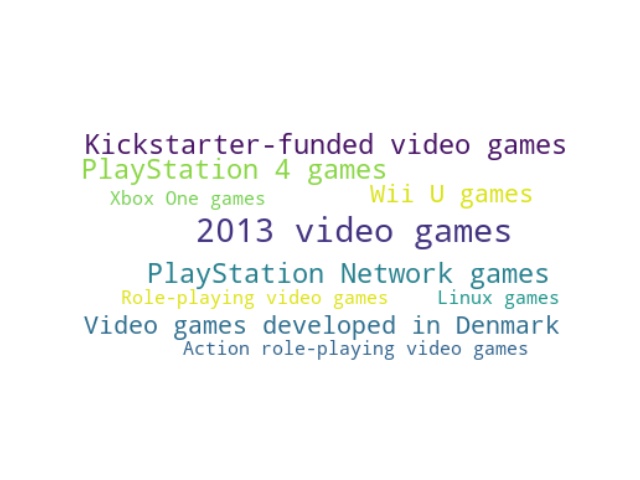 Kickstarter-funded video games
PlayStation 4 games
Xbox One games
Wii U games
2013 video games
PlayStation Network games
Role-playing video games
Linux games
Video games developed in Denmark
Action role-playing video games